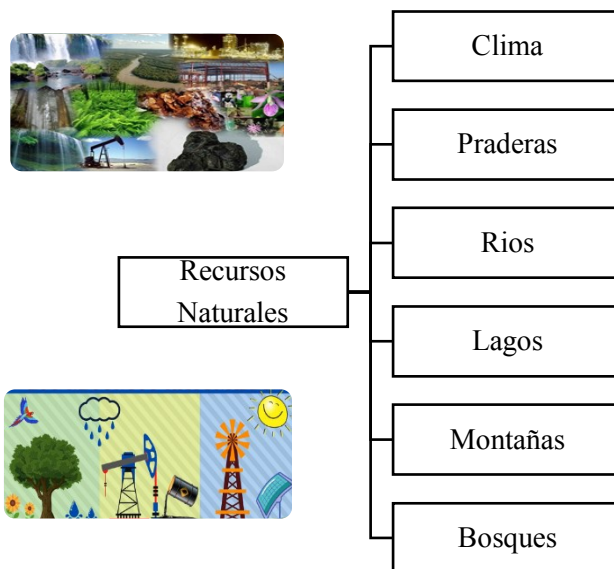 Recursos
Naturales
Clima
Praderas
Rios
Lagos
Montañas
Bosques